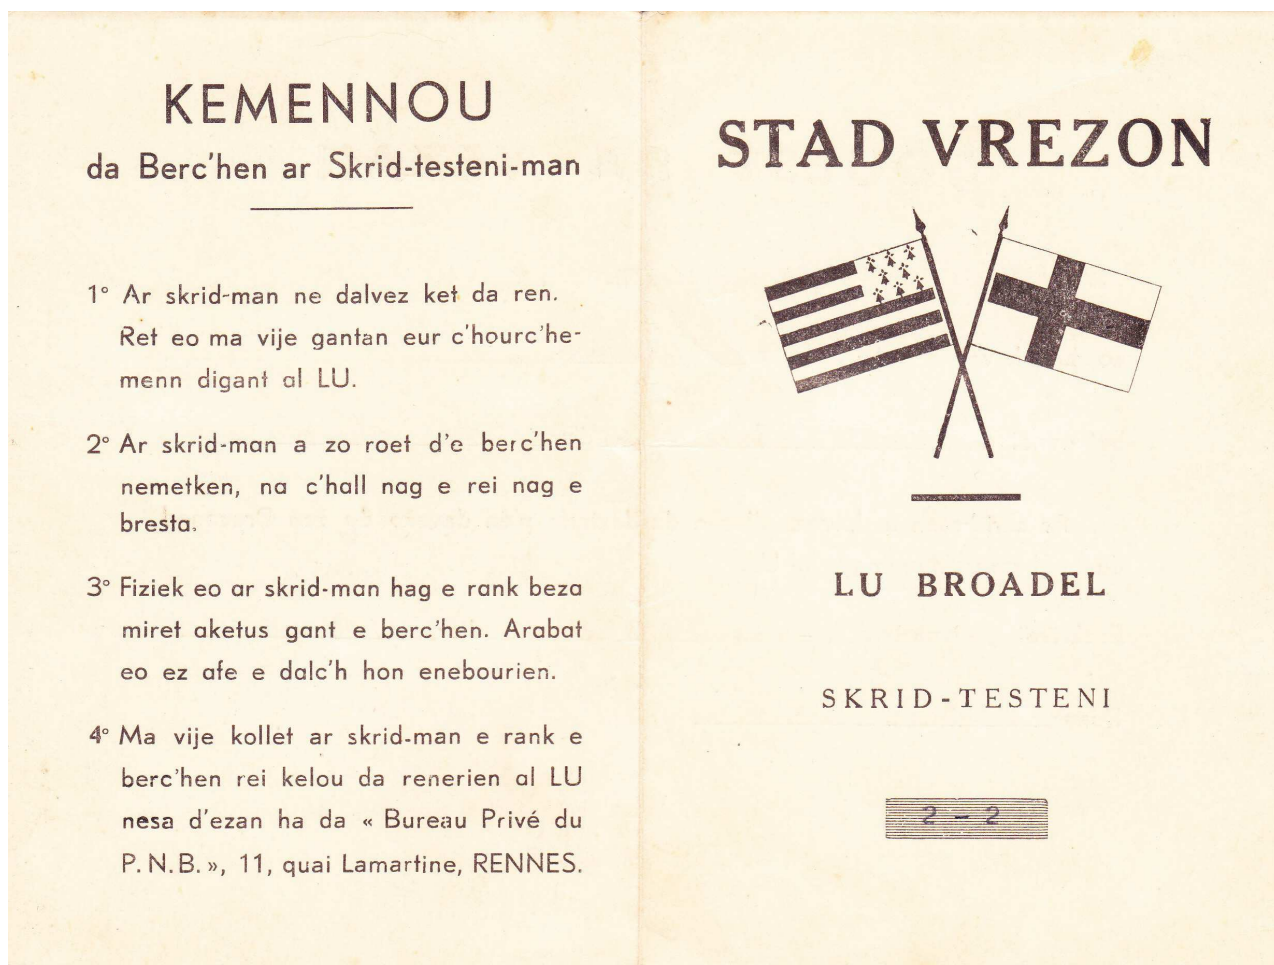 KEMENNOU
da Berc'hen ar Skrid-testeni-man
1° Ar skrid-man ne dalvez ket da ren.
Ret eo ma vije gantan eur c'hourc'he-
menn digant al LU.
2° Ar skrid-man a zo roet d'e berc'hen
nemetken, na c'hall nag e rei nag e
bresta.
3° Fiziek eo ar skrid-man hag e rank beza
miret aketus gant e berc'hen. Arabat
eo ez afe e dalc'h hon enebourien.
4° Ma vije kollet ar skrid-man e rank e
berc'hen rei kelou da renerien al LU
nesa d'ezan ha da « Bureau Privé du
P.N.B. », 11, quai Lamartine, RENNES.
STAD VREZON
LU BROADEL
SKRID-TESTENI
2 - 2